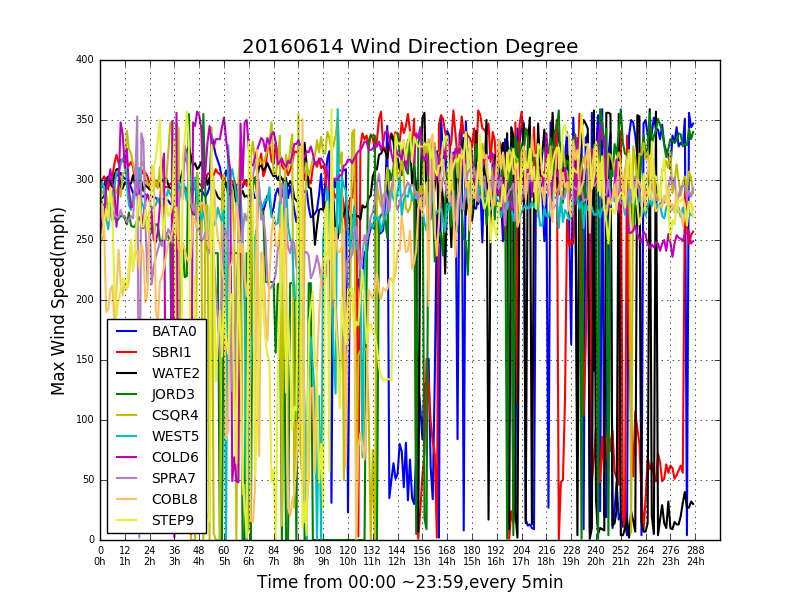 20160614 Wind Direction Degree
Max Wind Speed(mph)
400
350
300
250
200
150
100
50
0
BATA0
SBRI1
WATE2
JORD3
CSQR4
WEST5
COLD6
SPRA7
COBL8
STEP9
0 12 24 36 48 60 72 84 96 108 120 132 144 156 168 180 192 204 216 228 240 252 264 276 288
0h 1h 2h 3h 4h 5h 6h 7h 8h 9h 10h 11h 12h 13h 14h 15h 16h 17h 18h 19h 20h 21h 22h 23h 24h
Time from 00:00 ~23:59,every 5min